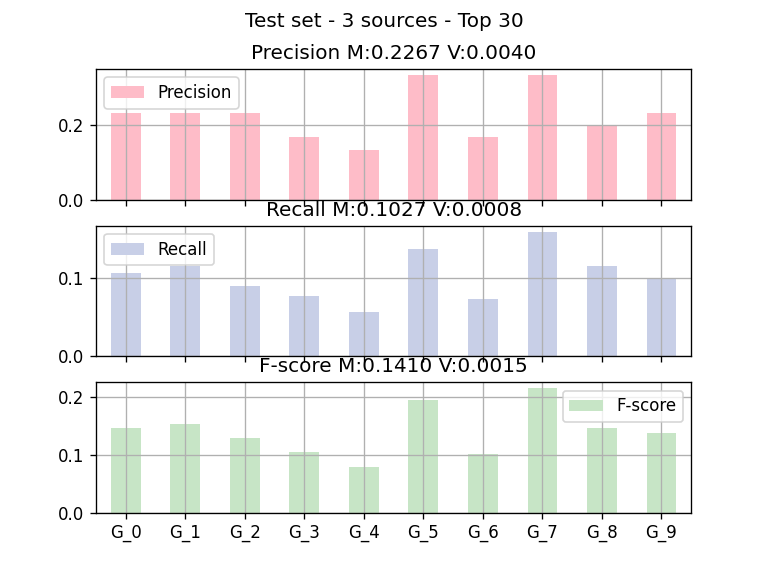 Test set - 3 sources - Top 30
Precision M:0.2267 V:0.0040
Precision
0.2
0.0
Recall M:0.1027 V:0.0008
Recall
0.1
0.0
F-score M:0.1410 V:0.0015
F-score
0.2
0.1
0.0
G_0 G_1 G_2 G_3 G_4 G_5 G_6 G_7 G_8 G_9